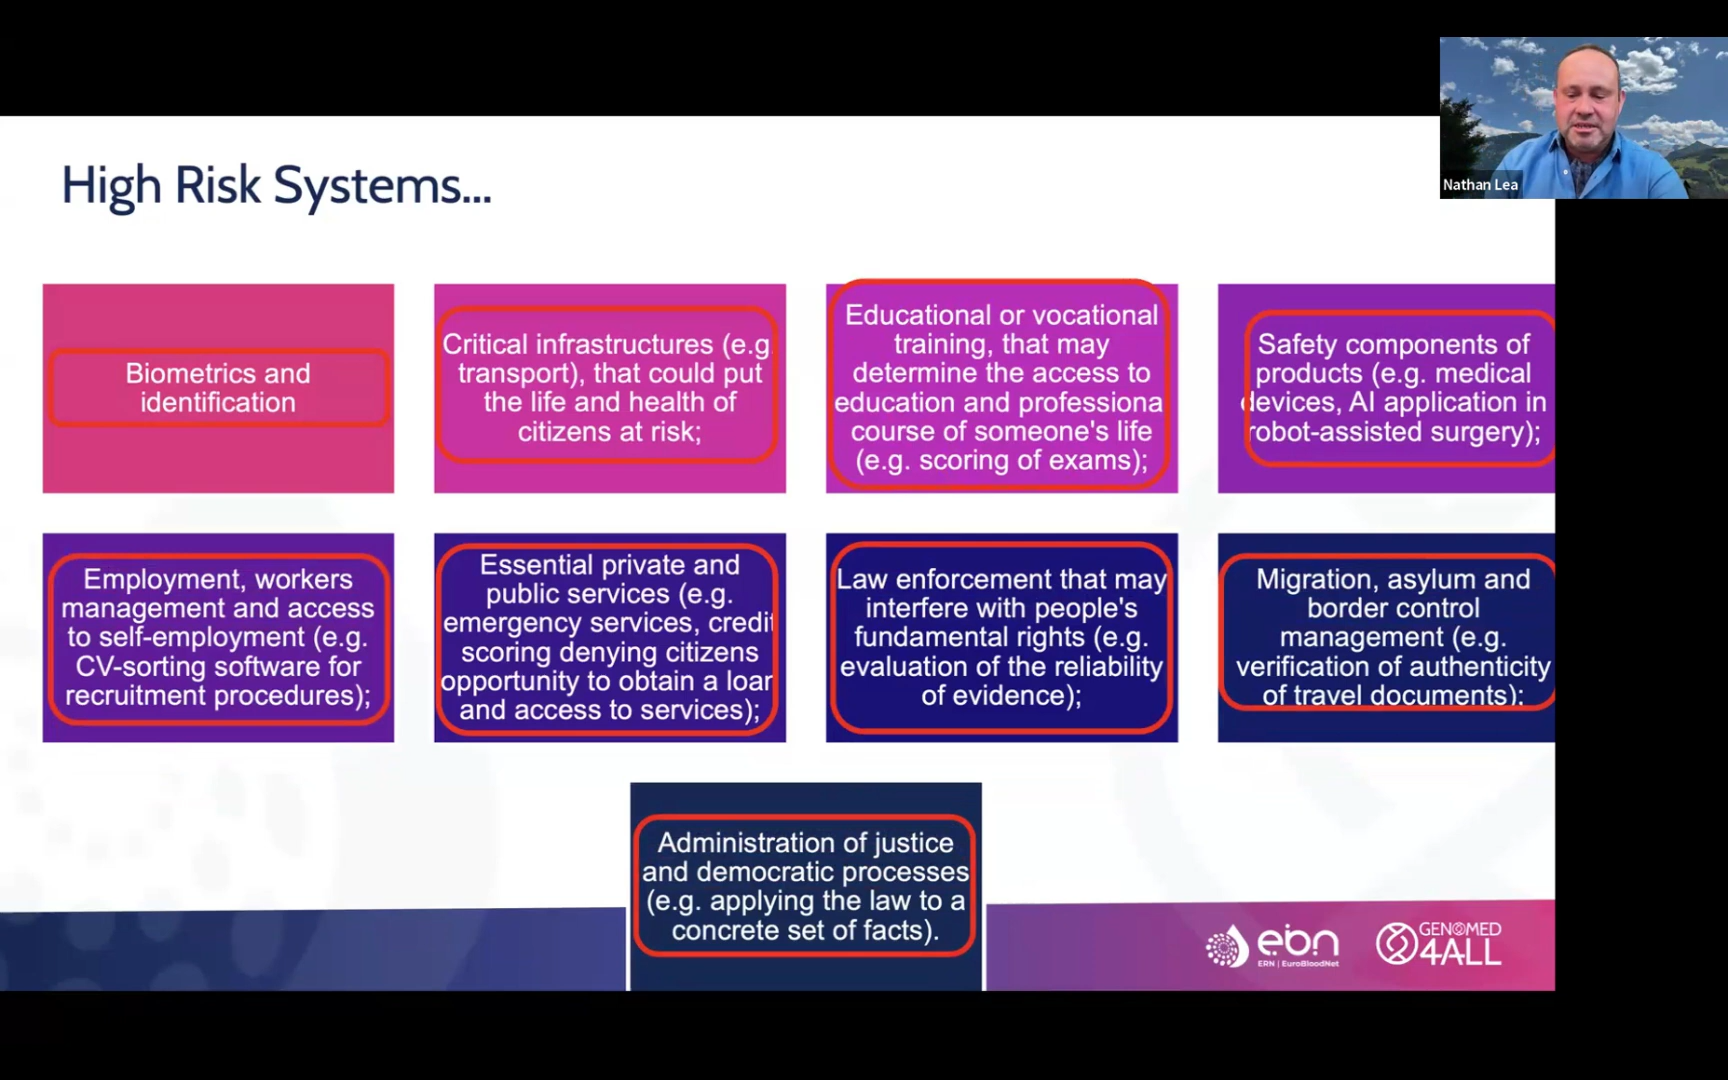 Nathan Lea
High Risk Systems...
Biometrics and
identification
Critical infrastructures (e.g.
transport), that could put
the life and health of
citizens at risk;
Educational or vocational
training, that may
determine the access to
education and professiona
course of someone's life
(e.g. scoring of exams);
Safety components of
products (e.g. medical
devices, AI application in
robot-assisted surgery);
Employment, workers
management and access
to self-employment (e.g.
CV-sorting software for
recruitment procedures);
Essential private and
public services (e.g.
emergency services, credit
scoring denying citizens
opportunity to obtain a loan
and access to services);
Law enforcement that may
interfere with people's
fundamental rights (e.g.
evaluation of the reliability
of evidence);
Migration, asylum and
border control
management (e.g.
verification of authenticity
of travel documents);
Administration of justice
and democratic processes
(e.g. applying the law to a
concrete set of facts).
ebn
ERN | EuroBloodNet
GENOMED
4ALL